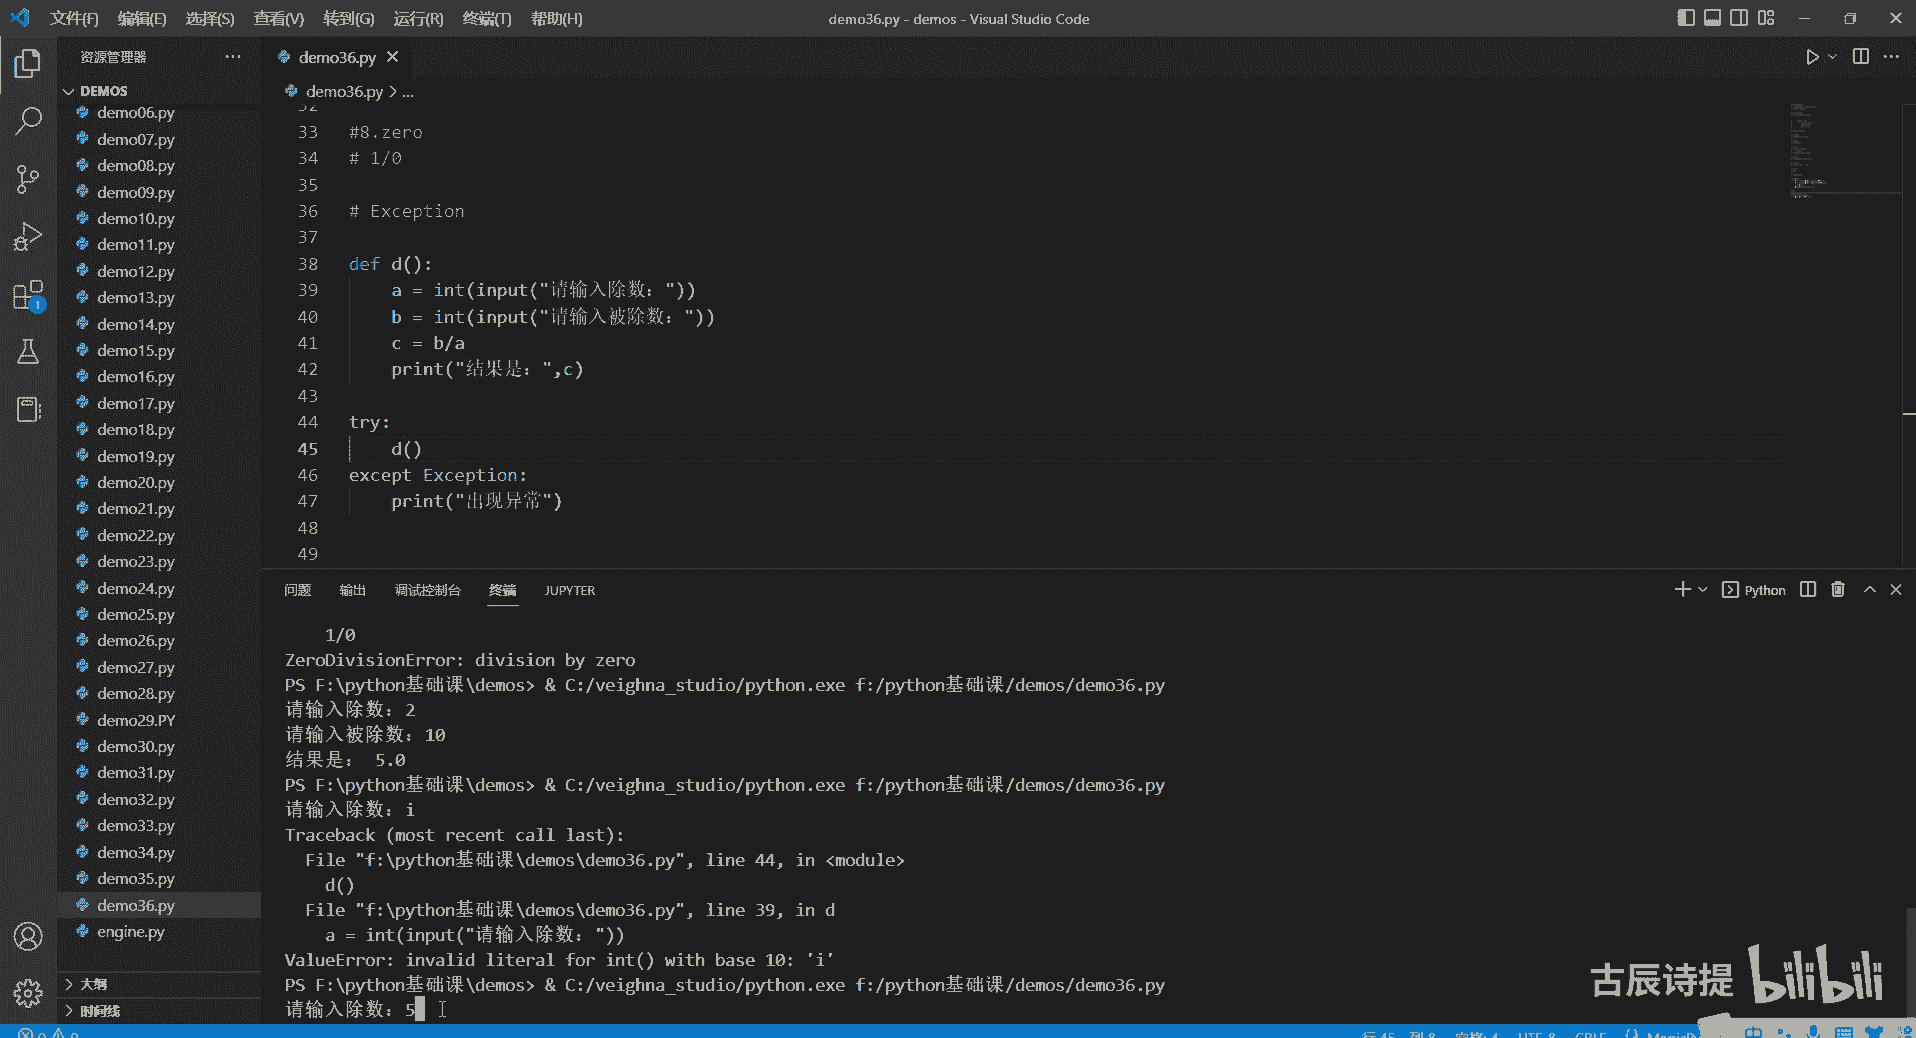 文件(F) 编辑(E) 选择(S) 查看(V) 转到(G) 运行(R) 终端(T) 帮助(H)
demo36.py - demos - Visual Studio Code
资源管理器
DEMOS
demo06.py
demo07.py
demo08.py
demo09.py
demo10.py
demo11.py
demo12.py
demo13.py
demo14.py
demo15.py
demo16.py
demo17.py
demo18.py
demo19.py
demo20.py
demo21.py
demo22.py
demo23.py
demo24.py
demo25.py
demo26.py
demo27.py
demo28.py
demo29.PY
demo30.py
demo31.py
demo32.py
demo33.py
demo34.py
demo35.py
demo36.py
engine.py
大纲
时间线
1
demo36.py
demo36.py > ...
32
33 #8.zero
34 # 1/0
35
36 # Exception
37
38 def d():
39 a = int(input("请输入除数："))
40 b = int(input("请输入被除数："))
41 c = b/a
42 print("结果是：",c)
43
44 try:
45 d()
46 except Exception:
47 print("出现异常")
48
49
问题 输出 调试控制台 终端 JUPYTER
Python
1/0
ZeroDivisionError: division by zero
PS F:\python基础课\demos> & C:/veighna_studio/python.exe f:/python基础课/demos/demo36.py
请输入除数：2
请输入被除数：10
结果是： 5.0
PS F:\python基础课\demos> & C:/veighna_studio/python.exe f:/python基础课/demos/demo36.py
请输入除数：i
Traceback (most recent call last):
File "f:\python基础课\demos\demo36.py", line 44, in <module>
d()
File "f:\python基础课\demos\demo36.py", line 39, in d
a = int(input("请输入除数："))
ValueError: invalid literal for int() with base 10: 'i'
PS F:\python基础课\demos> & C:/veighna_studio/python.exe f:/python基础课/demos/demo36.py
请输入除数：5
古辰诗提 bilibili
行 45 列 8 空格: 4 UTF-8 CRLF